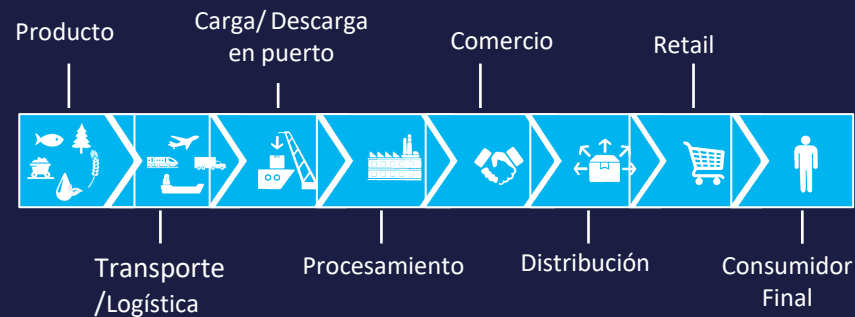 Producto
Carga/ Descarga
en puerto
Comercio
Retail
Transporte
/Logística
Procesamiento
Distribución
Consumidor
Final